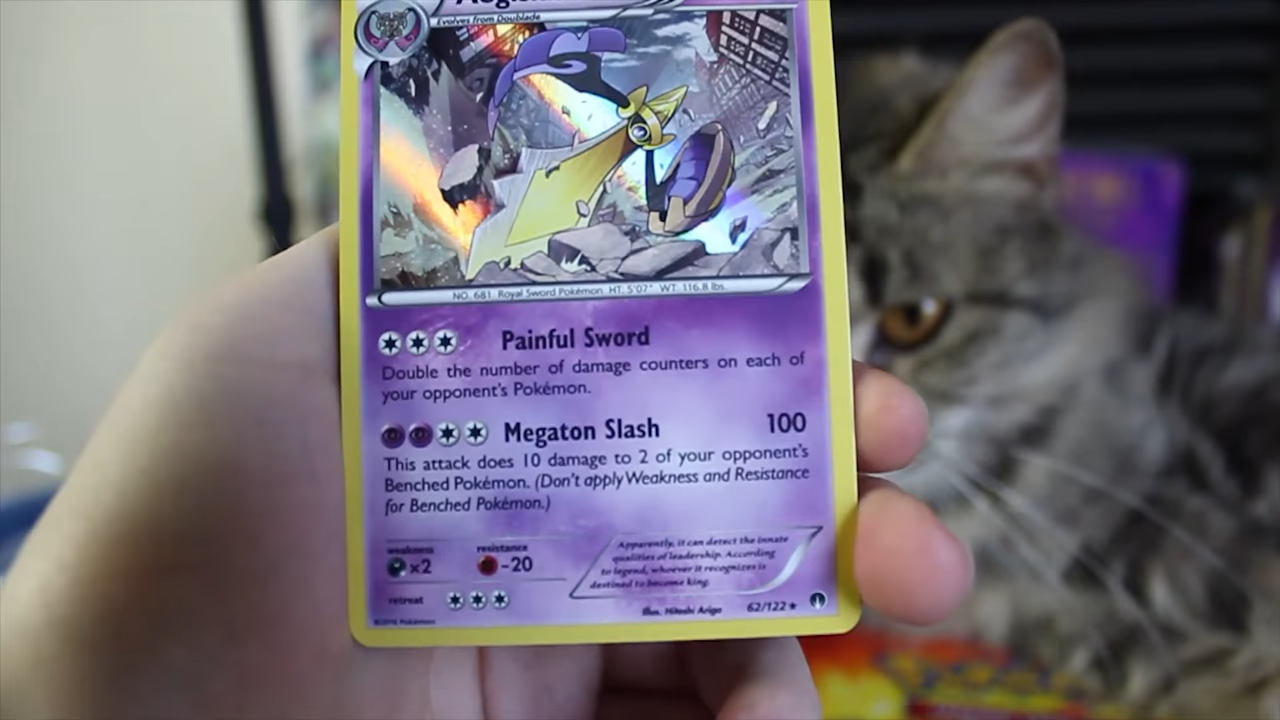 Evolves from Doublade
NO. 681 Royal Sword Pokémon HT: 5'07" WT: 116.8 lbs.
Painful Sword
Double the number of damage counters on each of
your opponent's Pokémon.
Megaton Slash 100
This attack does 10 damage to 2 of your opponent's
Benched Pokémon. (Don't apply Weakness and Resistance
for Benched Pokémon.)
weakness resistance
x2 -20
Apparently, it can detect the innate
qualities of leadership. According
to legend, whoever it recognizes is
destined to become king.
retreat
Illus. Hitoshi Ariga 62/122
©2016 Pokémon